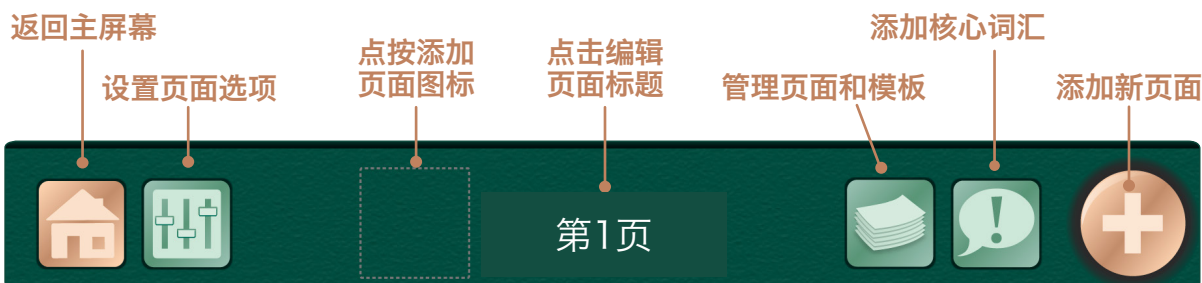 返回主屏幕
设置页面选项
点按添加
页面图标
点击编辑
页面标题
管理页面和模板
添加核心词汇
添加新页面
第1页